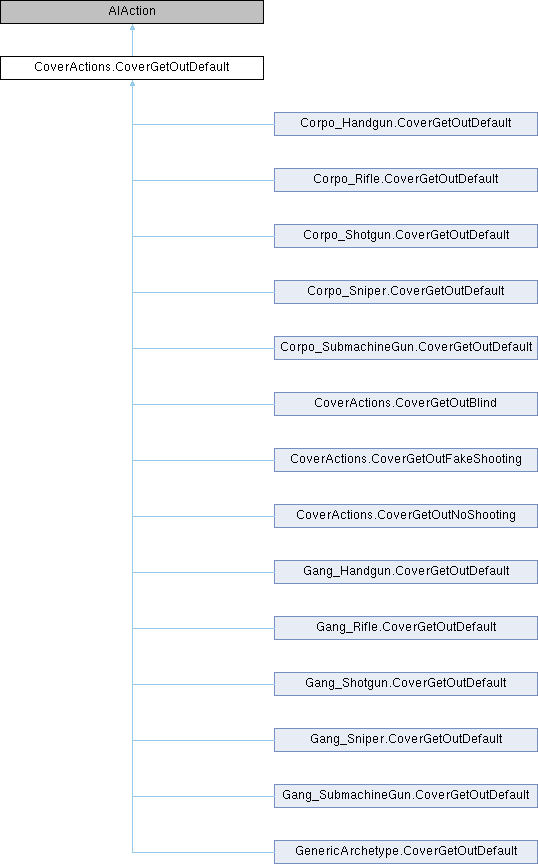 AIAction
CoverActions.CoverGetOutDefault
Corpo_Handgun.CoverGetOutDefault
Corpo_Rifle.CoverGetOutDefault
Corpo_Shotgun.CoverGetOutDefault
Corpo_Sniper.CoverGetOutDefault
Corpo_SubmachineGun.CoverGetOutDefault
CoverActions.CoverGetOutBlind
CoverActions.CoverGetOutFakeShooting
CoverActions.CoverGetOutNoShooting
Gang_Handgun.CoverGetOutDefault
Gang_Rifle.CoverGetOutDefault
Gang_Shotgun.CoverGetOutDefault
Gang_Sniper.CoverGetOutDefault
Gang_SubmachineGun.CoverGetOutDefault
GenericArchetype.CoverGetOutDefault